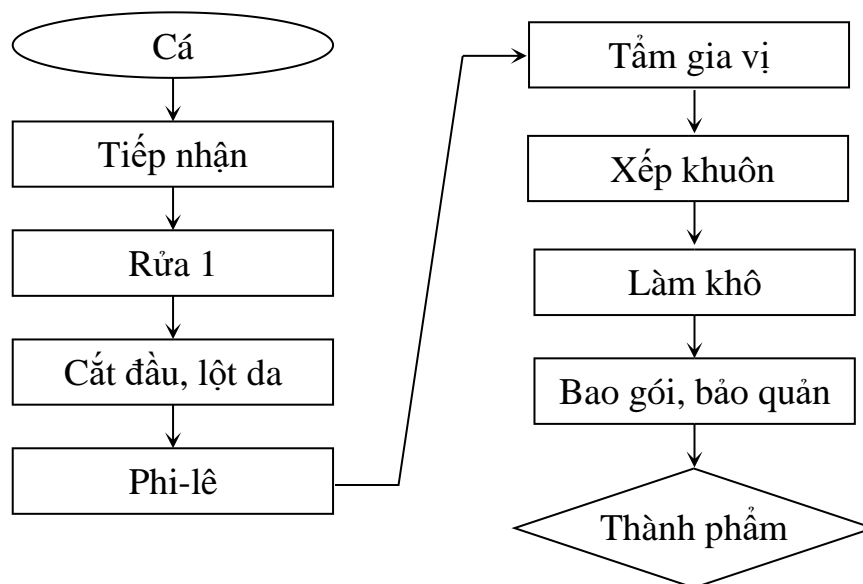 Cá
Tiếp nhận
Rửa 1
Cắt đầu, lột da
Phi-lê
Tẩm gia vị
Xếp khuôn
Làm khô
Bao gói, bảo quản
Thành phẩm